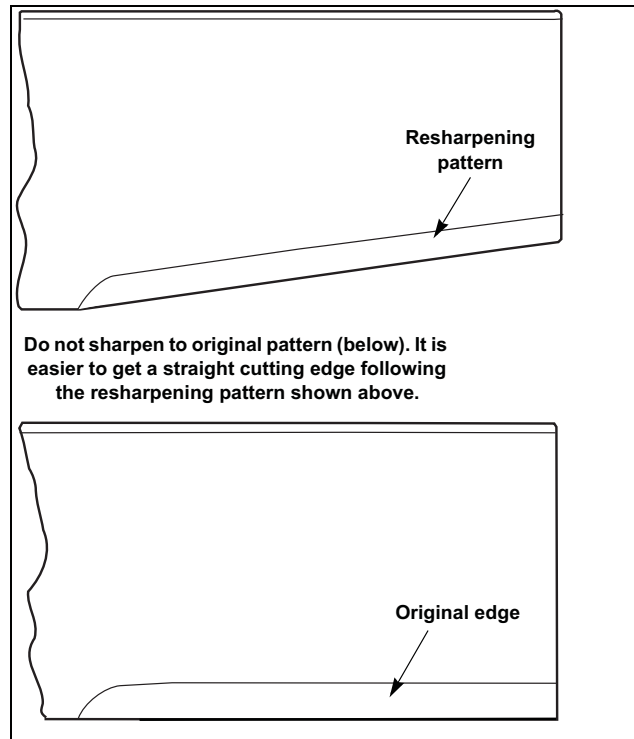 Resharpening
pattern
Do not sharpen to original pattern (below). It is
easier to get a straight cutting edge following
the resharpening pattern shown above.
Original edge